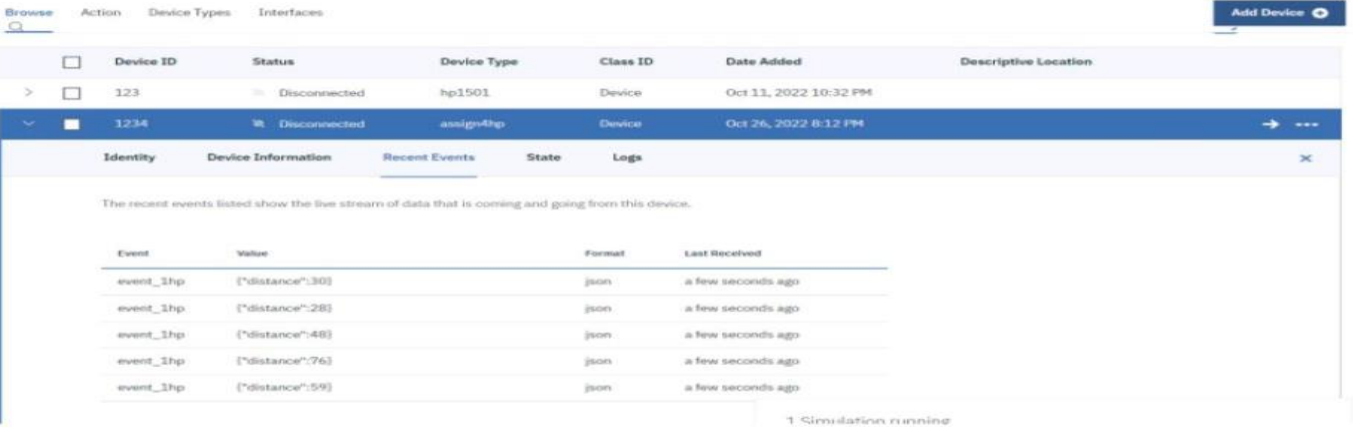 Browse Action Device Types Interfaces Add Device
Device ID Status Device Type Class ID Date Added Descriptive Location
123 Disconnected hp1501 Device Oct 11, 2022 10:32 PM
1234 Disconnected assign4hp Device Oct 26, 2022 8:12 PM
Identity Device Information Recent Events State Logs
The recent events listed show the live stream of data that is coming and going from this device.
Event Value Format Last Received
event_1hp {"distance":30} json a few seconds ago
event_1hp {"distance":28} json a few seconds ago
event_1hp {"distance":48} json a few seconds ago
event_1hp {"distance":76} json a few seconds ago
event_1hp {"distance":59} json a few seconds ago
1 Simulation running